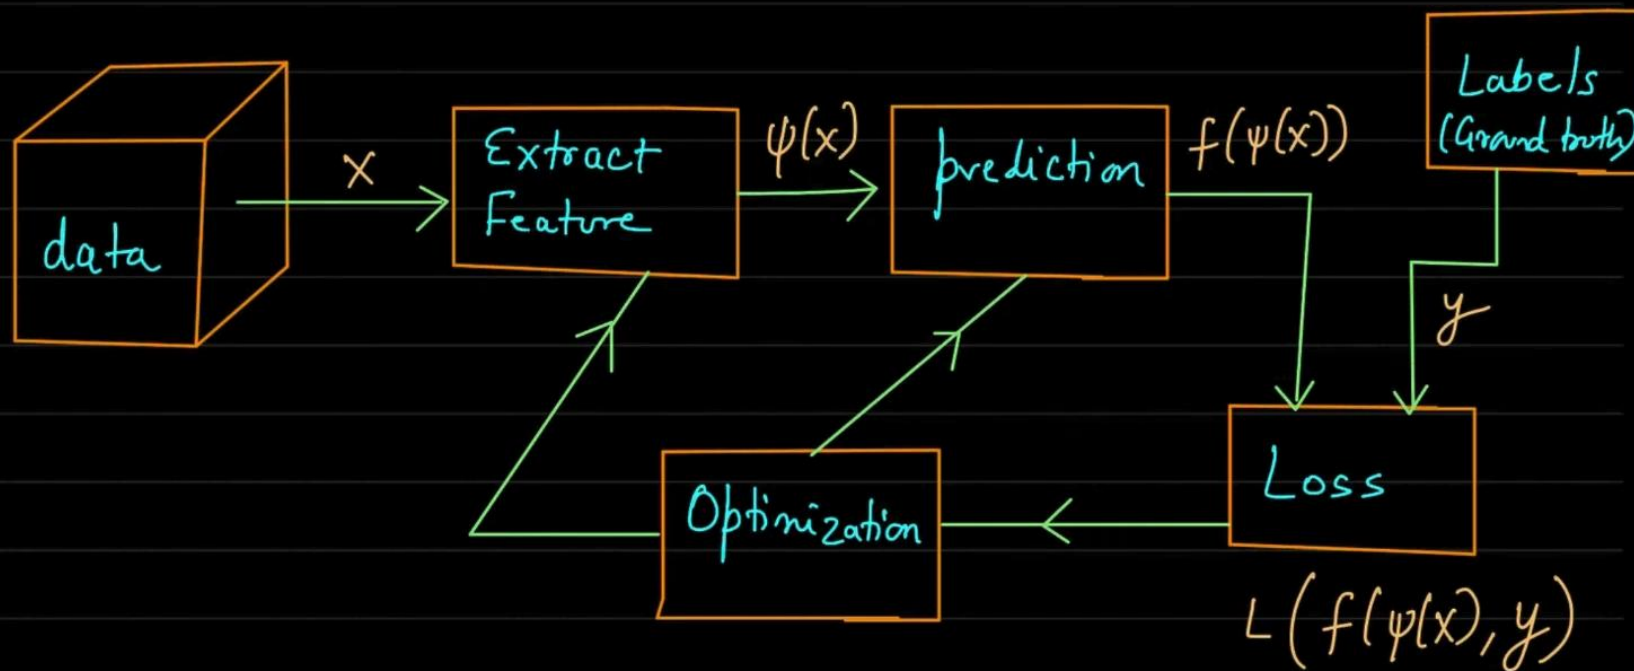 data
X
Extract
Feature
ψ(x)
prediction
f(ψ(x))
Labels
(Grand truth)
y
Loss
L(f(ψ(x), y)
Optimization